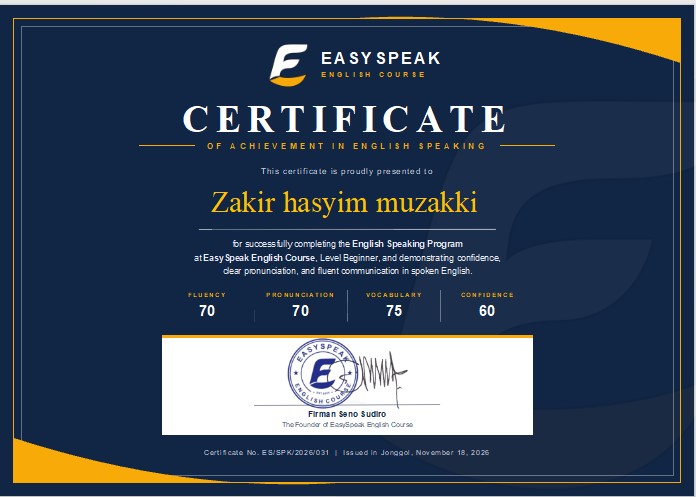 EASYSPEAK
ENGLISH COURSE
CERTIFICATE
OF ACHIEVEMENT IN ENGLISH SPEAKING
This certificate is proudly presented to
Zakir hasyim muzakki
for successfully completing the English Speaking Program
at EasySpeak English Course, Level Beginner, and demonstrating confidence,
clear pronunciation, and fluent communication in spoken English.
FLUENCY PRONUNCIATION VOCABULARY CONFIDENCE
70 70 75 60
EASYSPEAK
ENGLISH COURSE
Firman Seno Sudiro
The Founder of EasySpeak English Course
Certificate No. ES/SPK/2026/031 | Issued in Jonggol, November 18, 2026